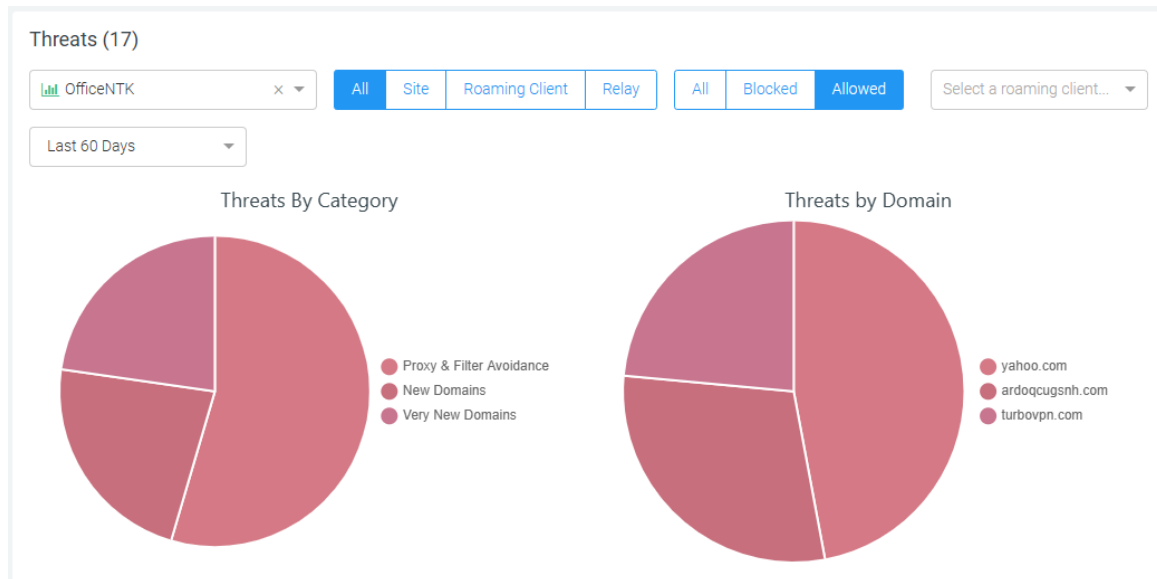 Threats (17)
OfficeNTK
All Site Roaming Client Relay
All Blocked Allowed
Select a roaming client...
Last 60 Days
Threats By Category
Proxy & Filter Avoidance
New Domains
Very New Domains
Threats by Domain
yahoo.com
ardoqcugsnh.com
turbovpn.com